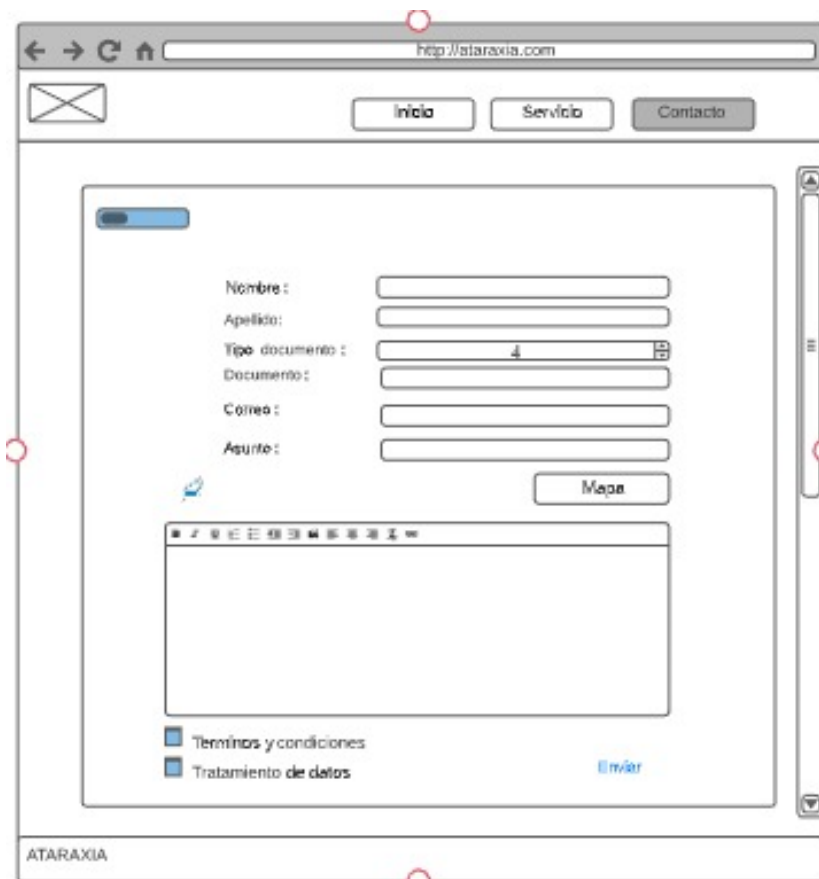 http://ataraxia.com
Inicio Servicio Contacto
Nombre :
Apellido:
Tipo documento :
4
Documento :
Correo :
Asunto :
Mapa
Terminos y condiciones
Tratamiento de datos
Enviar
ATARAXIA